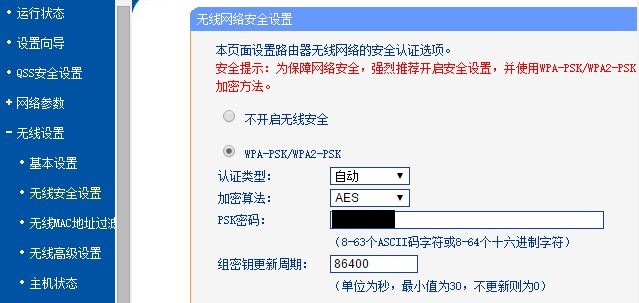 运行状态
设置向导
QSS安全设置
+ 网络参数
- 无线设置
基本设置
无线安全设置
无线MAC地址过滤
无线高级设置
主机状态
无线网络安全设置
本页面设置路由器无线网络的安全认证选项。
安全提示：为保障网络安全，强烈推荐开启安全设置，并使用WPA-PSK/WPA2-PSK
加密方法。
不开启无线安全
WPA-PSK/WPA2-PSK
认证类型： 自动
加密算法： AES
PSK密码：
（8-63个ASCII码字符或8-64个十六进制字符）
组密钥更新周期： 86400
（单位为秒，最小值为30，不更新则为0）